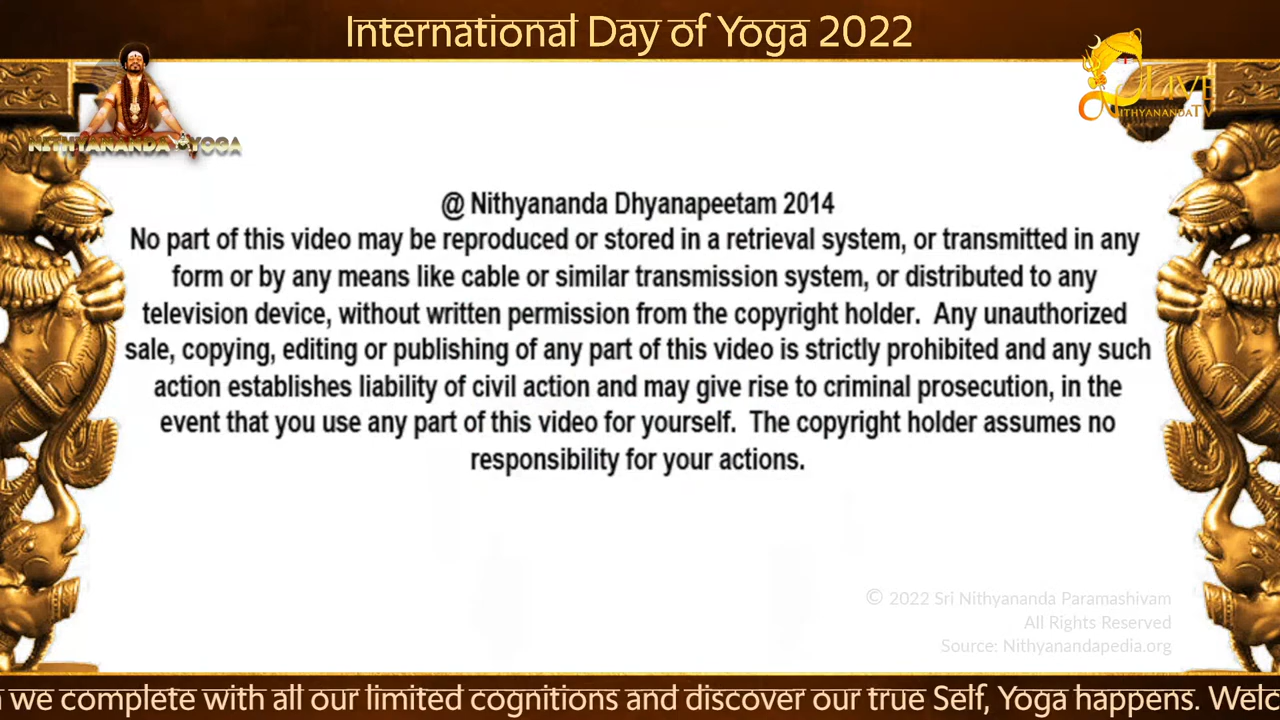 International Day of Yoga 2022
LIVE
NITHYANANDATV
NITHYANANDA YOGA
@ Nithyananda Dhyanapeetam 2014
No part of this video may be reproduced or stored in a retrieval system, or transmitted in any
form or by any means like cable or similar transmission system, or distributed to any
television device, without written permission from the copyright holder.  Any unauthorized
sale, copying, editing or publishing of any part of this video is strictly prohibited and any such
action establishes liability of civil action and may give rise to criminal prosecution, in the
event that you use any part of this video for yourself.  The copyright holder assumes no
responsibility for your actions.
© 2022 Sri Nithyananda Paramashivam
All Rights Reserved
Source: Nithyanandapedia.org
we complete with all our limited cognitions and discover our true Self, Yoga happens. Welc